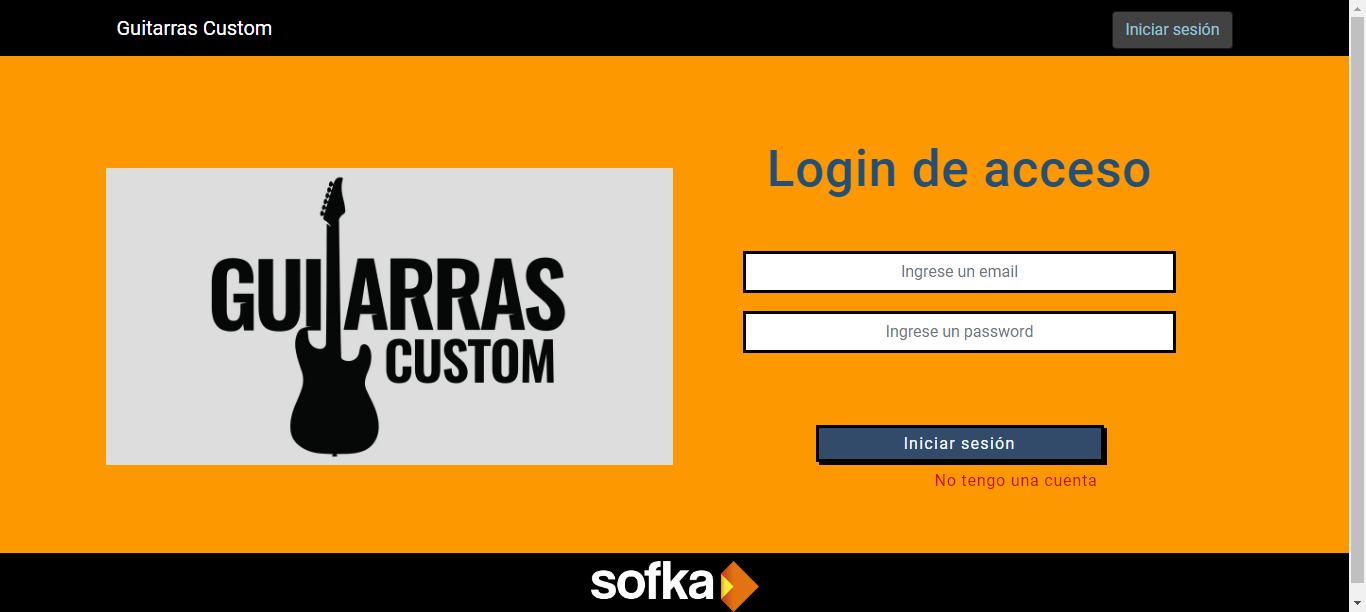 Guitarras Custom
Iniciar sesión
Login de acceso
GUITARRAS
CUSTOM
Ingrese un email
Ingrese un password
Iniciar sesión
No tengo una cuenta
sofka